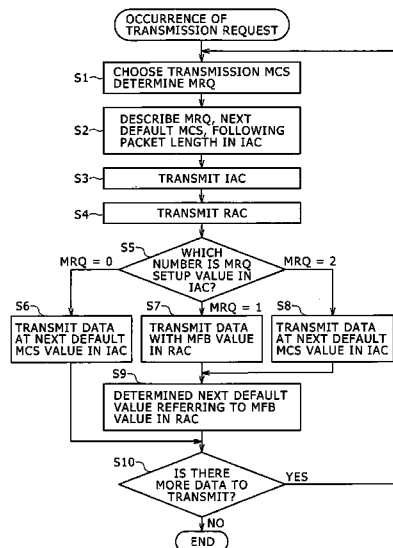 OCCURRENCE OF
TRANSMISSION REQUEST
S1
CHOOSE TRANSMISSION MCS
DETERMINE MRQ
S2
DESCRIBE MRQ, NEXT
DEFAULT MCS, FOLLOWING
PACKET LENGTH IN IAC
S3
TRANSMIT IAC
S4
TRANSMIT RAC
S5
WHICH
NUMBER IS MRQ
SETUP VALUE IN
IAC?
MRQ = 0
MRQ = 2
MRQ = 1
S6
TRANSMIT DATA
AT NEXT DEFAULT
MCS VALUE IN IAC
S7
TRANSMIT DATA
WITH MFB VALUE
IN RAC
S8
TRANSMIT DATA
AT NEXT DEFAULT
MCS VALUE IN IAC
S9
DETERMINED NEXT DEFAULT
VALUE REFERRING TO MFB
VALUE IN RAC
S10
IS THERE
MORE DATA TO
TRANSMIT?
YES
NO
END